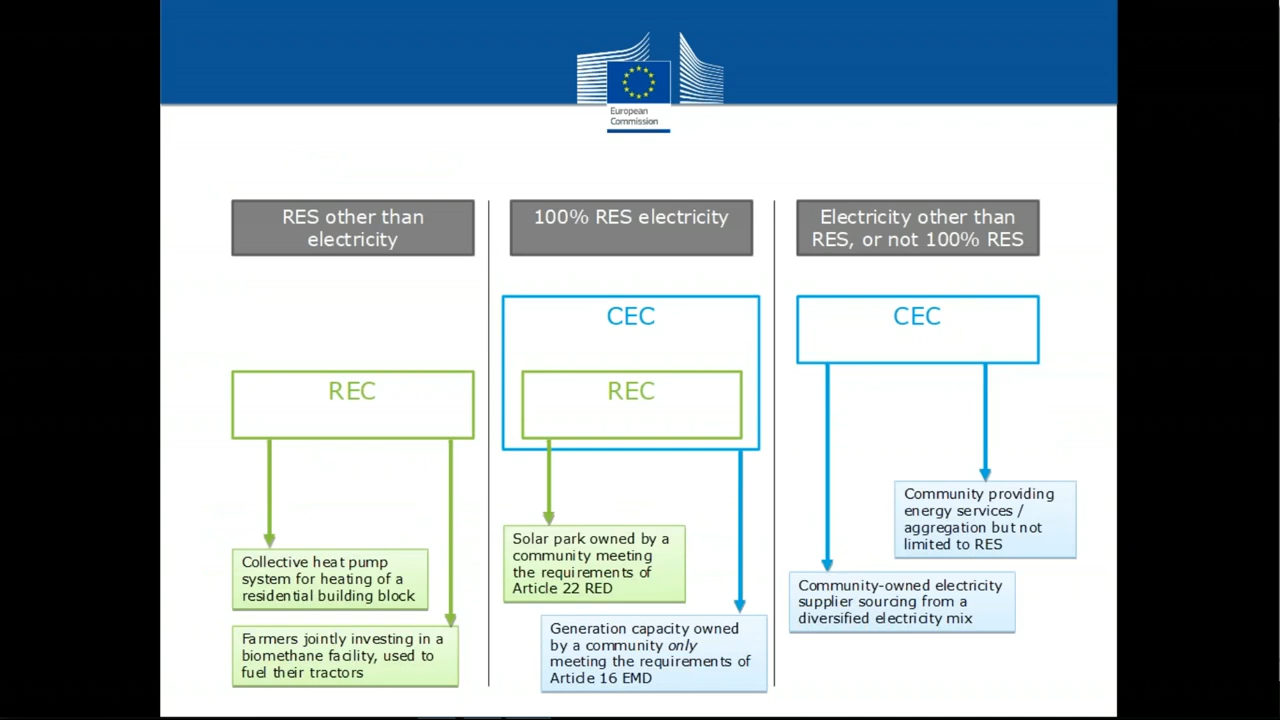 European
Commission
RES other than
electricity
100% RES electricity
Electricity other than
RES, or not 100% RES
CEC
CEC
REC
REC
Community providing
energy services /
aggregation but not
limited to RES
Solar park owned by a
community meeting
the requirements of
Article 22 RED
Collective heat pump
system for heating of a
residential building block
Community-owned electricity
supplier sourcing from a
diversified electricity mix
Generation capacity owned
by a community only
meeting the requirements of
Article 16 EMD
Farmers jointly investing in a
biomethane facility, used to
fuel their tractors